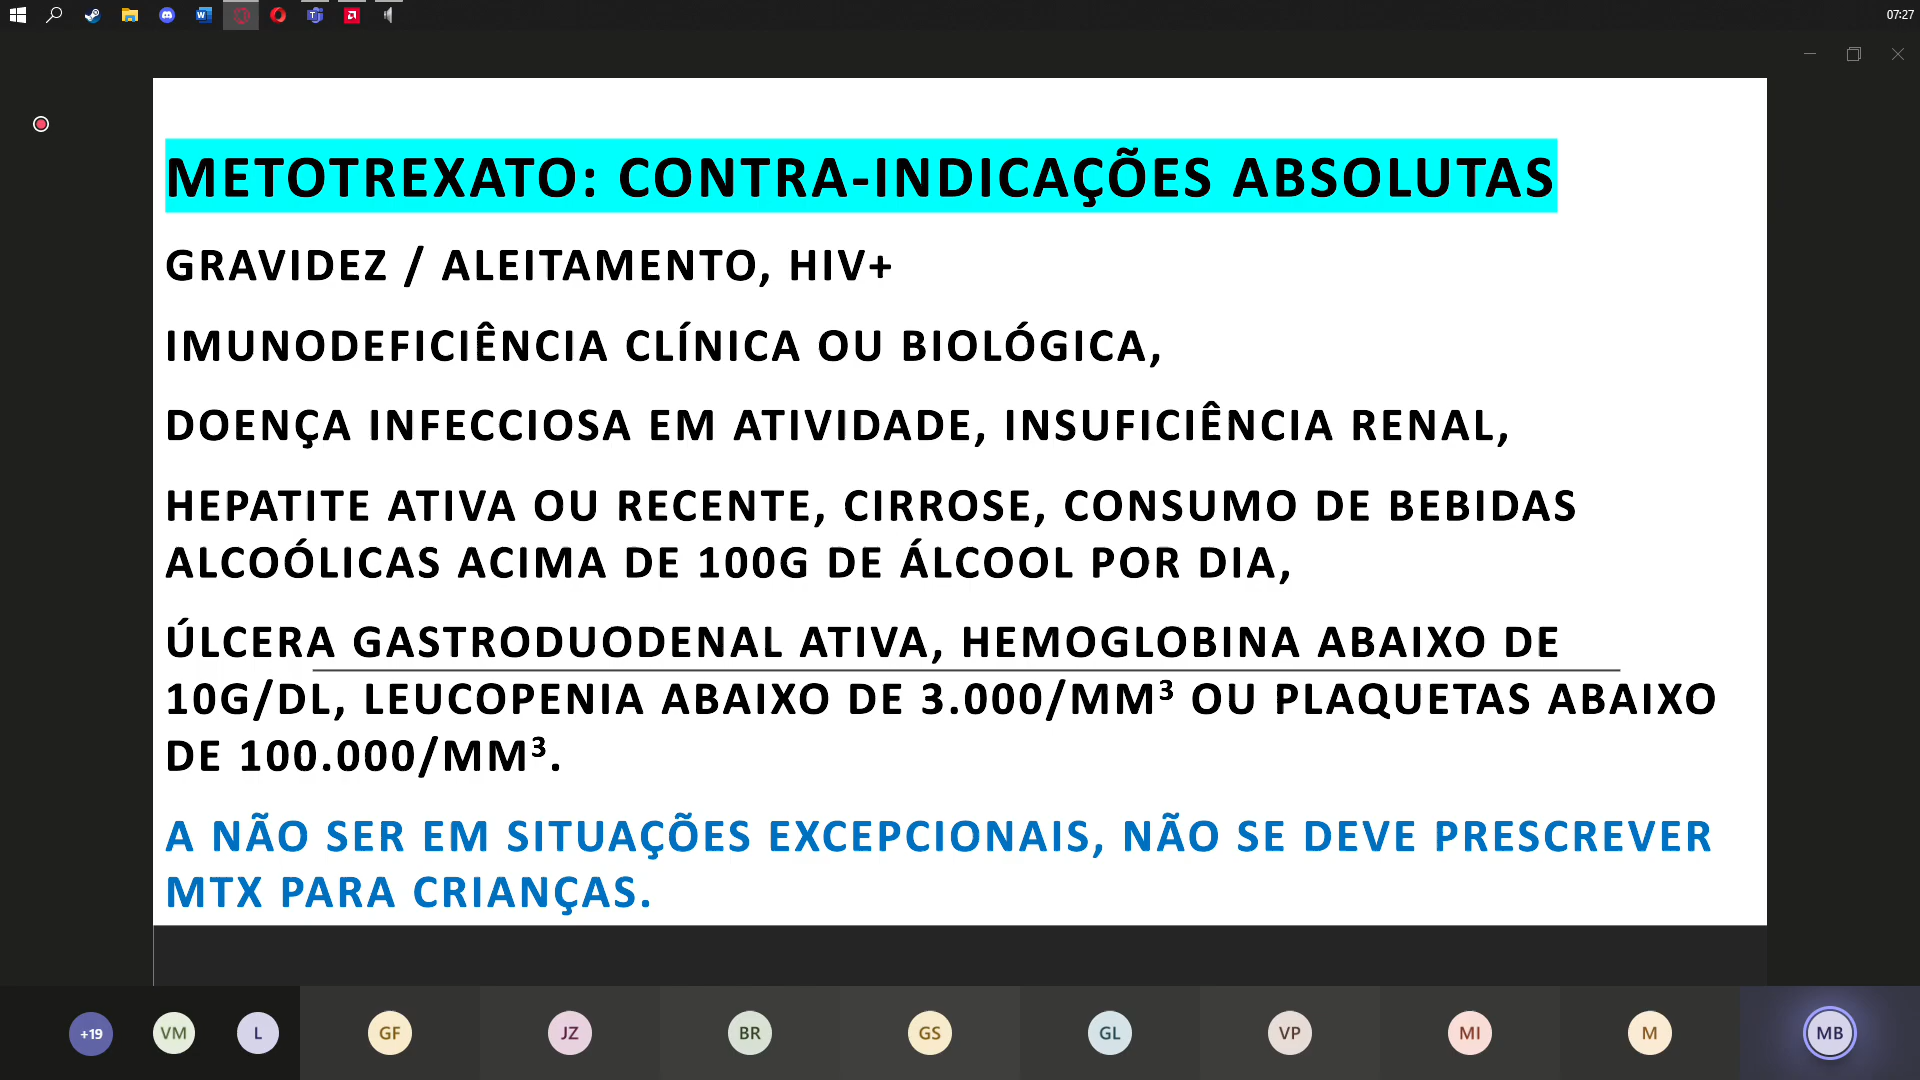 07:27
METOTREXATO: CONTRA-INDICAÇÕES ABSOLUTAS
GRAVIDEZ / ALEITAMENTO, HIV+
IMUNODEFICIÊNCIA CLÍNICA OU BIOLÓGICA,
DOENÇA INFECCIOSA EM ATIVIDADE, INSUFICIÊNCIA RENAL,
HEPATITE ATIVA OU RECENTE, CIRROSE, CONSUMO DE BEBIDAS
ALCOÓLICAS ACIMA DE 100G DE ÁLCOOL POR DIA,
ÚLCERA GASTRODUODENAL ATIVA, HEMOGLOBINA ABAIXO DE
10G/DL, LEUCOPENIA ABAIXO DE 3.000/MM³ OU PLAQUETAS ABAIXO
DE 100.000/MM³.
A NÃO SER EM SITUAÇÕES EXCEPCIONAIS, NÃO SE DEVE PRESCREVER
MTX PARA CRIANÇAS.
+19 VM L GF JZ BR GS GL VP MI M MB